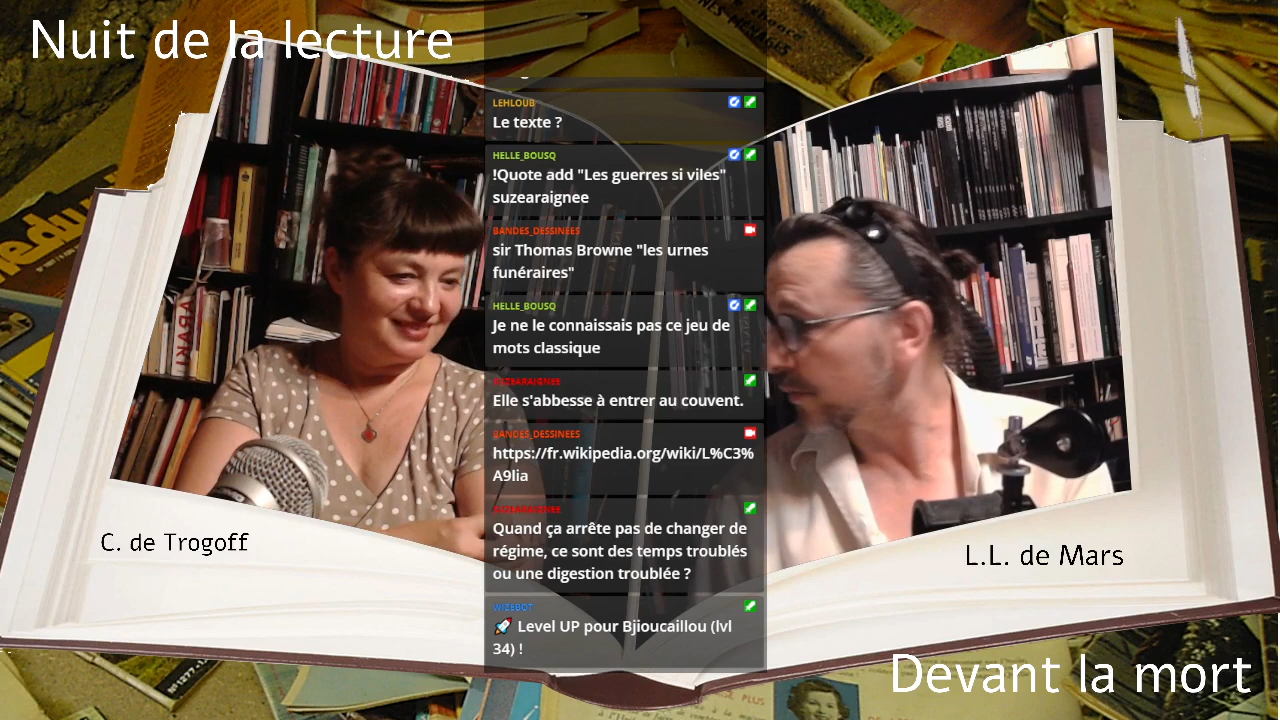 Nuit de la lecture
LEHLOUB
Le texte ?
HELLE_BOUSQ
!Quote add "Les guerres si viles"
suzearaignee
BANDES_DESSINEES
sir Thomas Browne "les urnes
funéraires"
HELLE_BOUSQ
Je ne le connaissais pas ce jeu de
mots classique
SUZEARAIGNEE
Elle s'abbesse à entrer au couvent.
BANDES_DESSINEES
https://fr.wikipedia.org/wiki/L%C3%
A9lia
SUZEARAIGNEE
Quand ça arrête pas de changer de
régime, ce sont des temps troublés
ou une digestion troublée ?
WIZEBOT
🚀 Level UP pour Bjioucaillou (lvl
34) !
C. de Trogoff
L.L. de Mars
Devant la mort